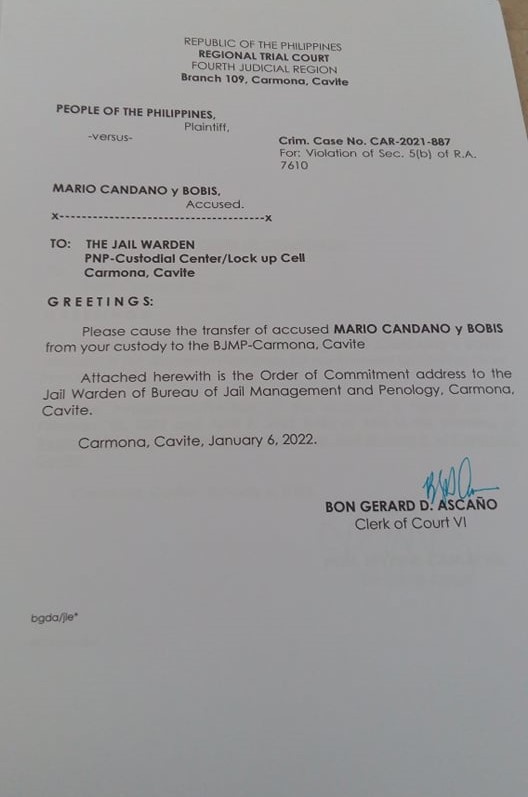 REPUBLIC OF THE PHILIPPINES
REGIONAL TRIAL COURT
FOURTH JUDICIAL REGION
Branch 109, Carmona, Cavite
PEOPLE OF THE PHILIPPINES,
Plaintiff,
-versus-
Crim. Case No. CAR-2021-887
For: Violation of Sec. 5(b) of R.A.
7610
MARIO CANDANO y BOBIS,
Accused.
x-------------------------------------x
TO: THE JAIL WARDEN
PNP-Custodial Center/Lock up Cell
Carmona, Cavite
G R E E T I N G S:
Please cause the transfer of accused MARIO CANDANO y BOBIS
from your custody to the BJMP-Carmona, Cavite
Attached herewith is the Order of Commitment address to the
Jail Warden of Bureau of Jail Management and Penology, Carmona,
Cavite.
Carmona, Cavite, January 6, 2022.
BON GERARD D. ASCAÑO
Clerk of Court VI
bgda/jle*